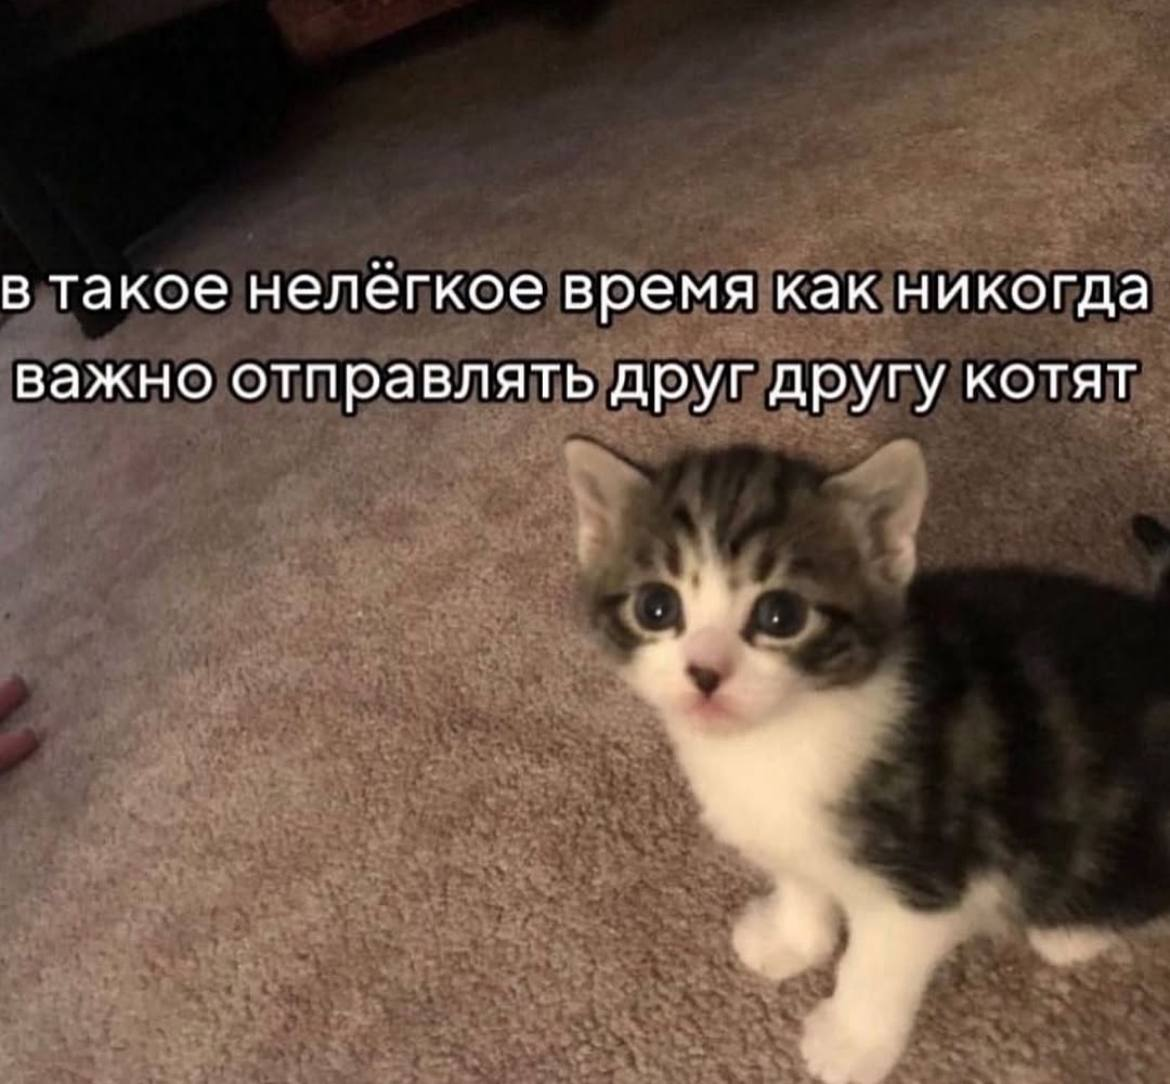 в такое нелёгкое время как никогда
важно отправлять друг другу котят